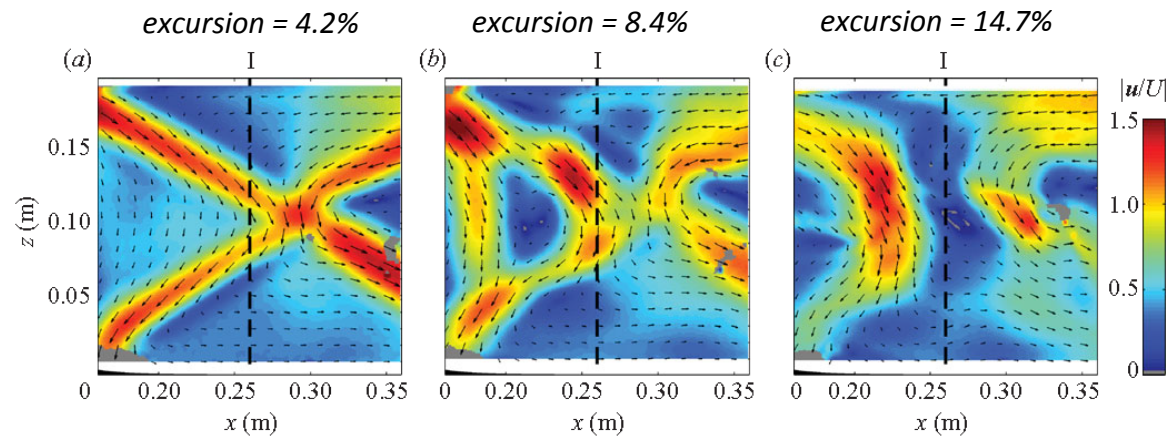 excursion = 4.2%
excursion = 8.4%
excursion = 14.7%
(a)
I
(b)
I
(c)
I
|u/U|
1.5
1.0
0.5
0
z (m)
0.15
0.10
0.05
0
0.20
0.25
0.30
0.35
x (m)
0
0.20
0.25
0.30
0.35
x (m)
0
0.20
0.25
0.30
0.35
x (m)